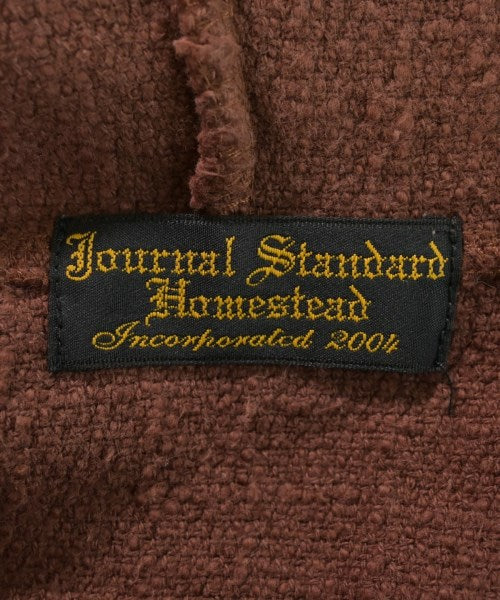 Journal Standard
Homestead
Incorporated 2004